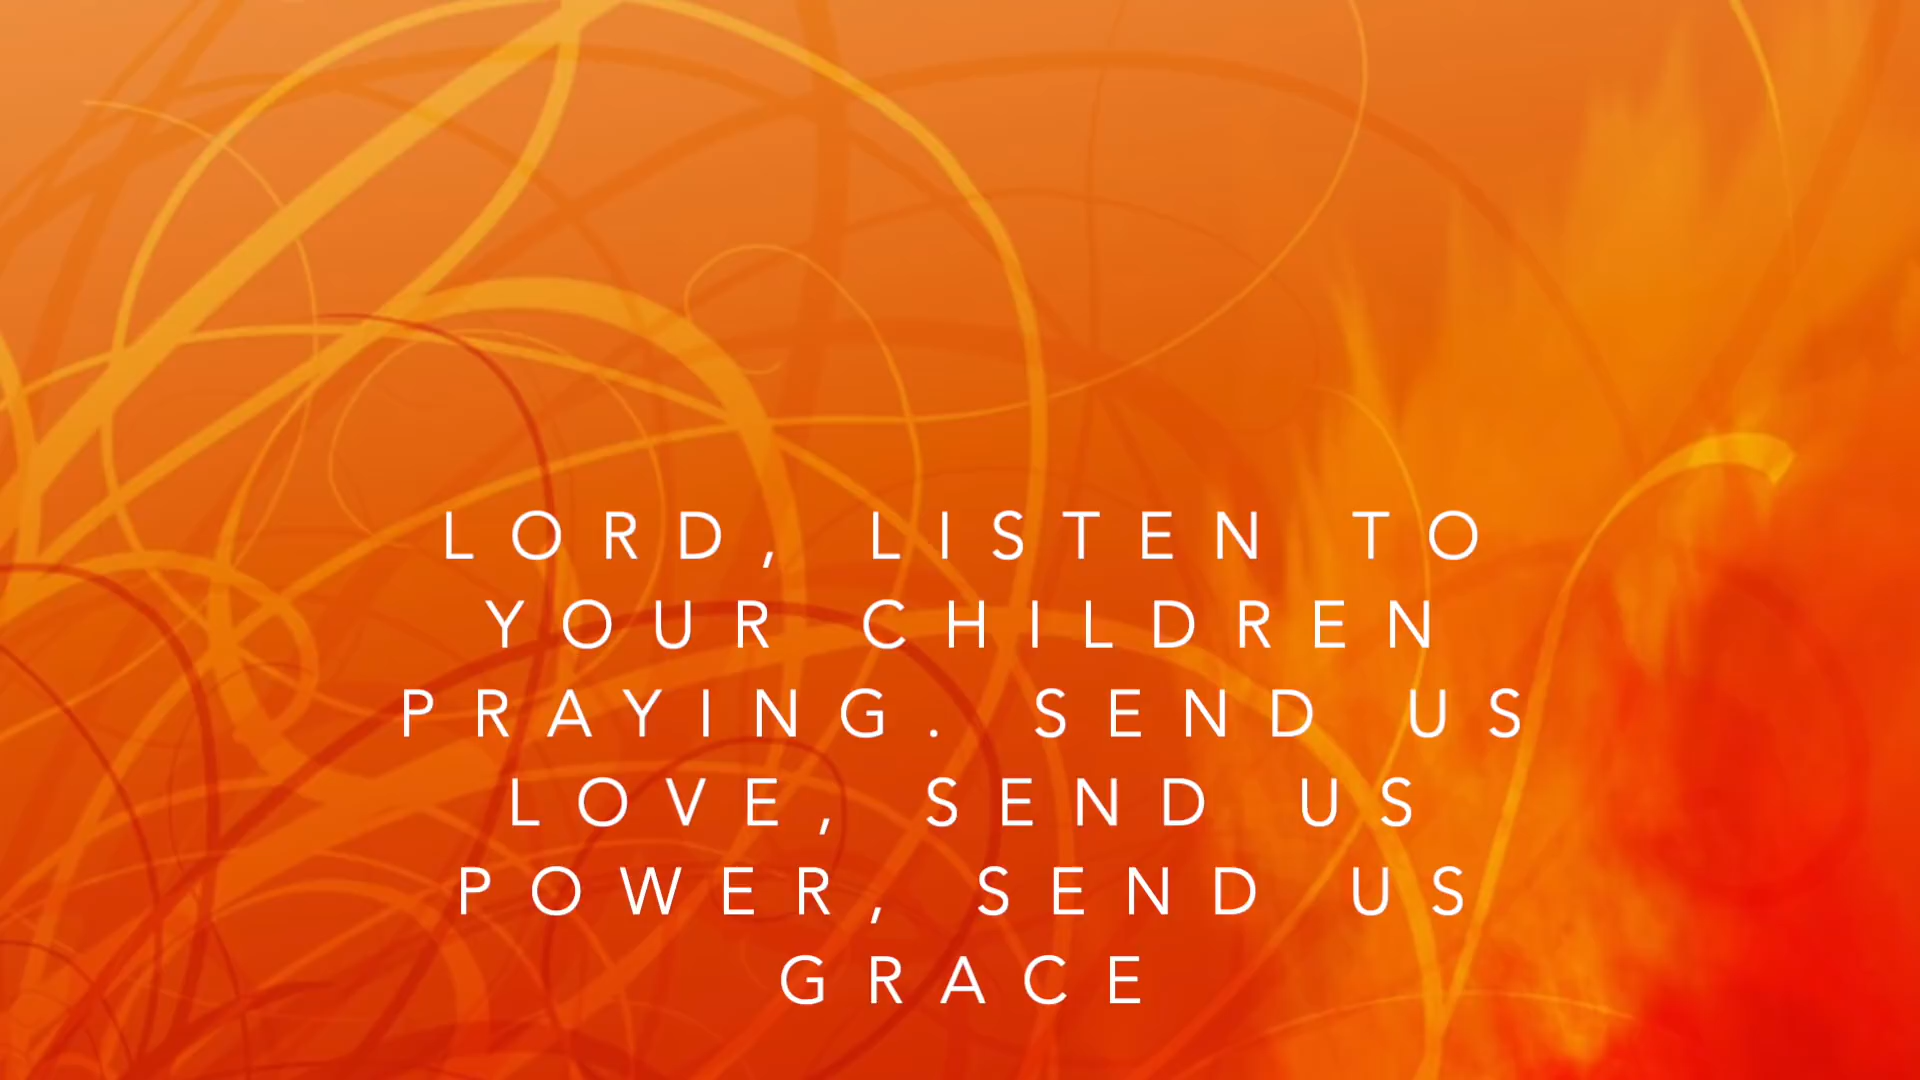 LORD, LISTEN TO
YOUR CHILDREN
PRAYING. SEND US
LOVE, SEND US
POWER, SEND US
GRACE